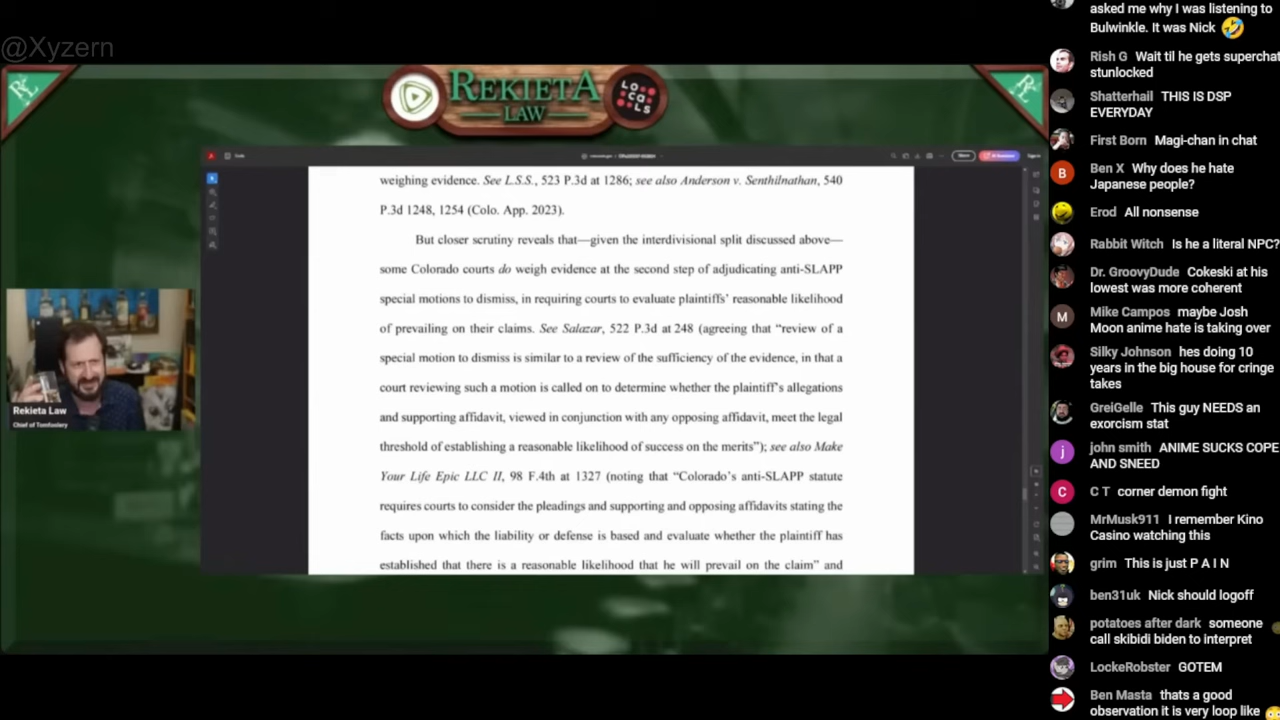 @Xyzern
REKIETA
LAW
LOCALS
RL
RL
weighing evidence. See L.S.S., 523 P.3d at 1286; see also Anderson v. Senthilnathan, 540
P.3d 1248, 1254 (Colo. App. 2023).
But closer scrutiny reveals that—given the interdivisional split discussed above—
some Colorado courts do weigh evidence at the second step of adjudicating anti-SLAPP
special motions to dismiss, in requiring courts to evaluate plaintiffs' reasonable likelihood
of prevailing on their claims. See Salazar, 522 P.3d at 248 (agreeing that "review of a
special motion to dismiss is similar to a review of the sufficiency of the evidence, in that a
court reviewing such a motion is called on to determine whether the plaintiff's allegations
and supporting affidavit, viewed in conjunction with any opposing affidavit, meet the legal
threshold of establishing a reasonable likelihood of success on the merits"); see also Make
Your Life Epic LLC II, 98 F.4th at 1327 (noting that "Colorado's anti-SLAPP statute
requires courts to consider the pleadings and supporting and opposing affidavits stating the
facts upon which the liability or defense is based and evaluate whether the plaintiff has
established that there is a reasonable likelihood that he will prevail on the claim" and
Rekieta Law
Chief of Tomfoolery
asked me why I was listening to
Bulwinkle. It was Nick 🤣
Rish G Wait til he gets superchat
stunlocked
Shatterhail THIS IS DSP
EVERYDAY
First Born Magi-chan in chat
B
Ben X Why does he hate
Japanese people?
Erod All nonsense
Rabbit Witch Is he a literal NPC?
Dr. GroovyDude Cokeski at his
lowest was more coherent
M
Mike Campos maybe Josh
Moon anime hate is taking over
Silky Johnson hes doing 10
years in the big house for cringe
takes
GreiGelle This guy NEEDS an
exorcism stat
j
john smith ANIME SUCKS COPE
AND SNEED
C
C T corner demon fight
MrMusk911 I remember Kino
Casino watching this
grim This is just P A I N
ben31uk Nick should logoff
potatoes after dark someone
call skibidi biden to interpret
LockeRobster GOTEM
Ben Masta thats a good
observation it is very loop like